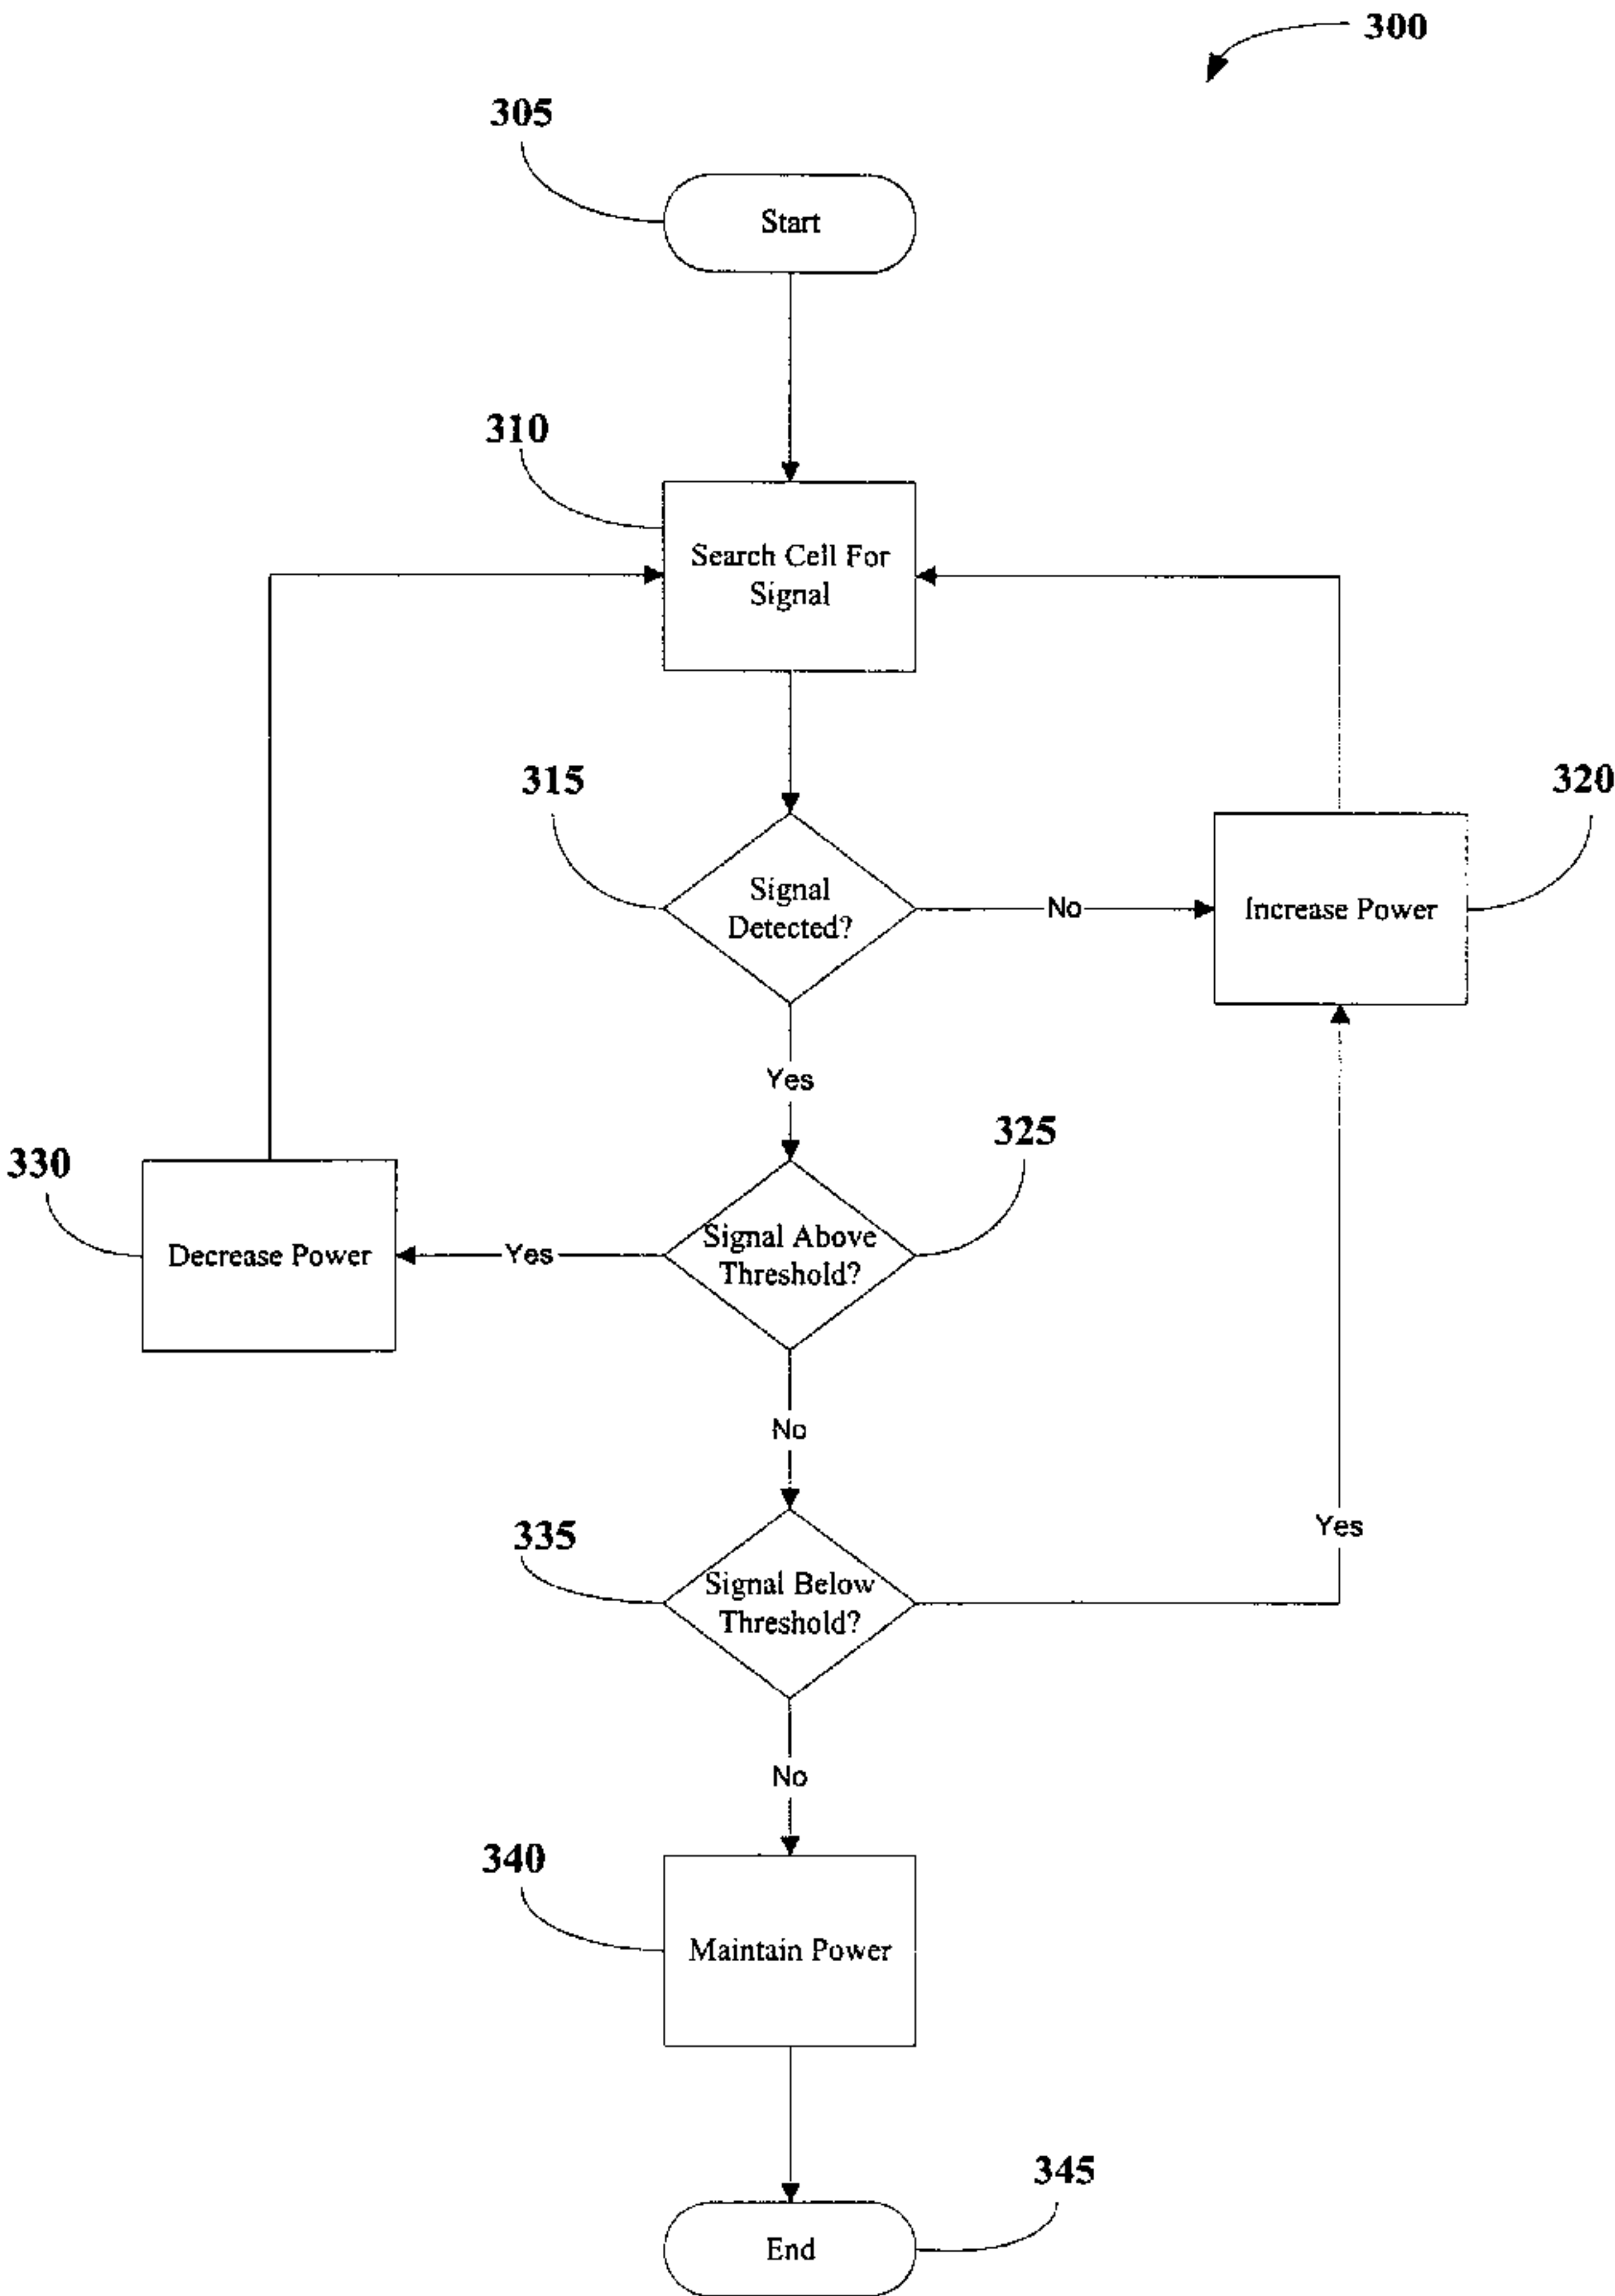 300
305
Start
310
Search Cell For
Signal
315
320
Signal
Detected?
No
Increase Power
Yes
325
330
Signal Above
Threshold?
Yes
Decrease Power
No
335
Yes
Signal Below
Threshold?
No
340
Maintain Power
345
End